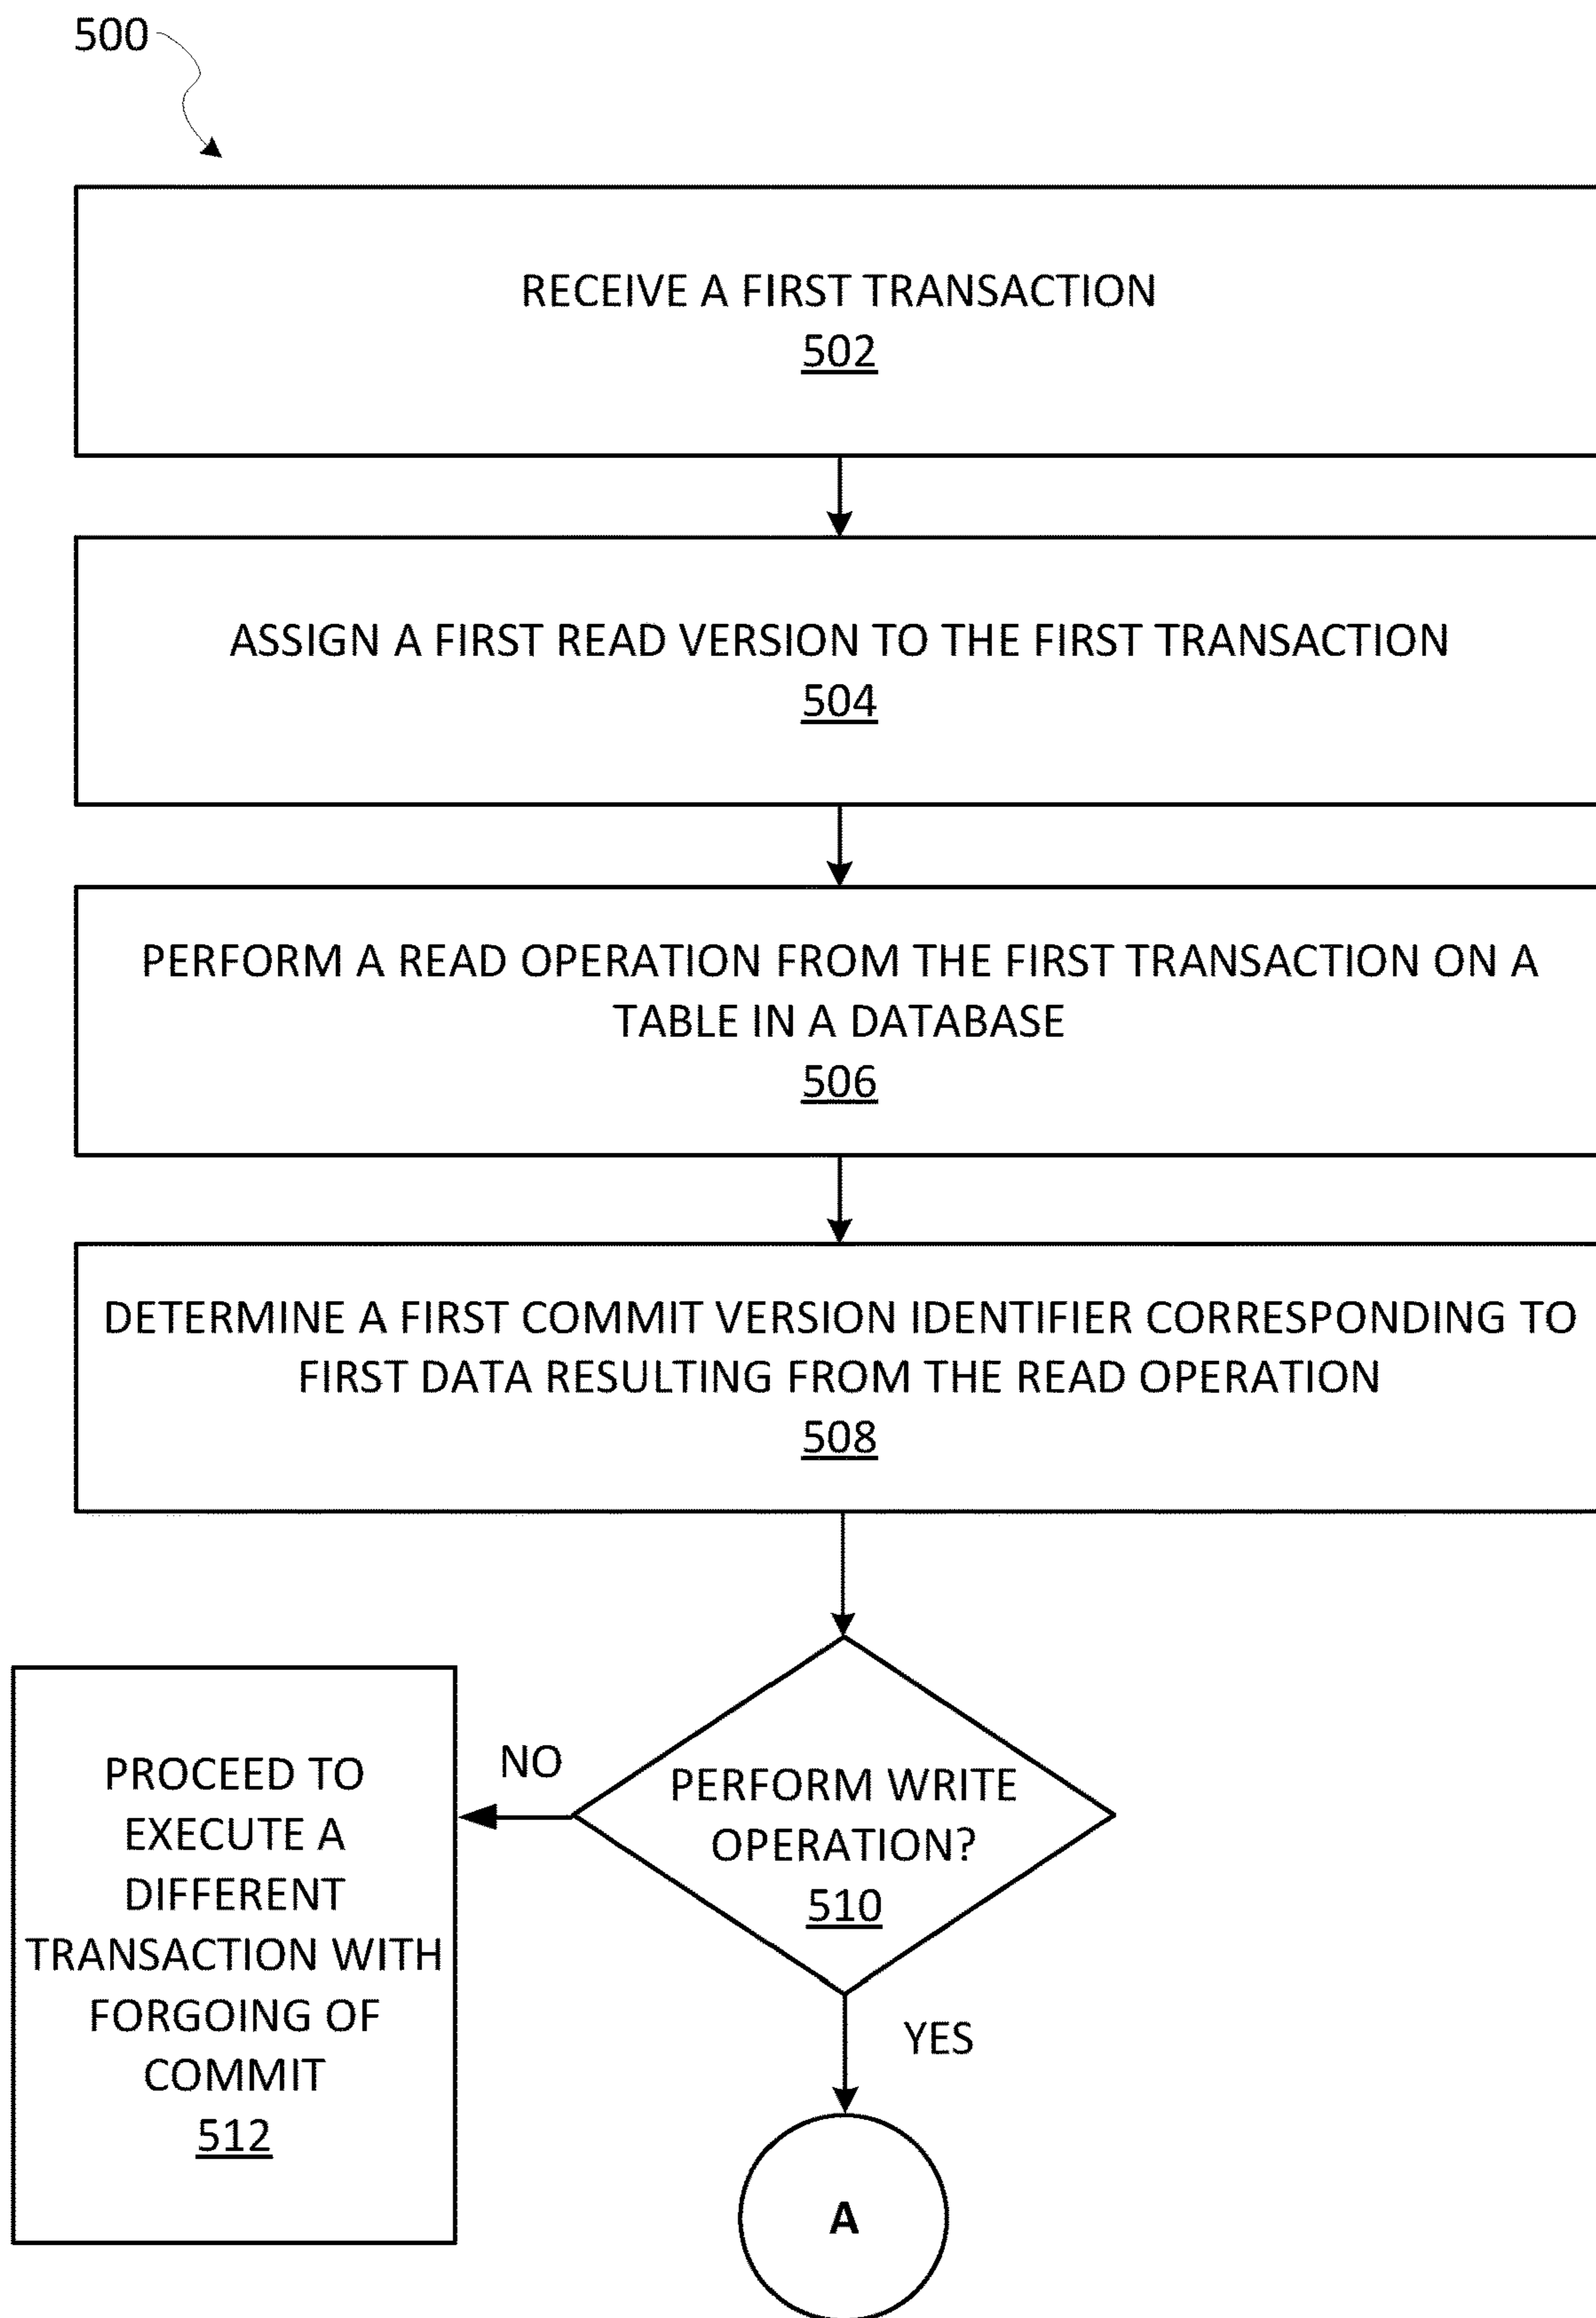 500
RECEIVE A FIRST TRANSACTION
502
ASSIGN A FIRST READ VERSION TO THE FIRST TRANSACTION
504
PERFORM A READ OPERATION FROM THE FIRST TRANSACTION ON A
TABLE IN A DATABASE
506
DETERMINE A FIRST COMMIT VERSION IDENTIFIER CORRESPONDING TO
FIRST DATA RESULTING FROM THE READ OPERATION
508
PERFORM WRITE
OPERATION?
510
NO
PROCEED TO
EXECUTE A
DIFFERENT
TRANSACTION WITH
FORGOING OF
COMMIT
512
YES
A